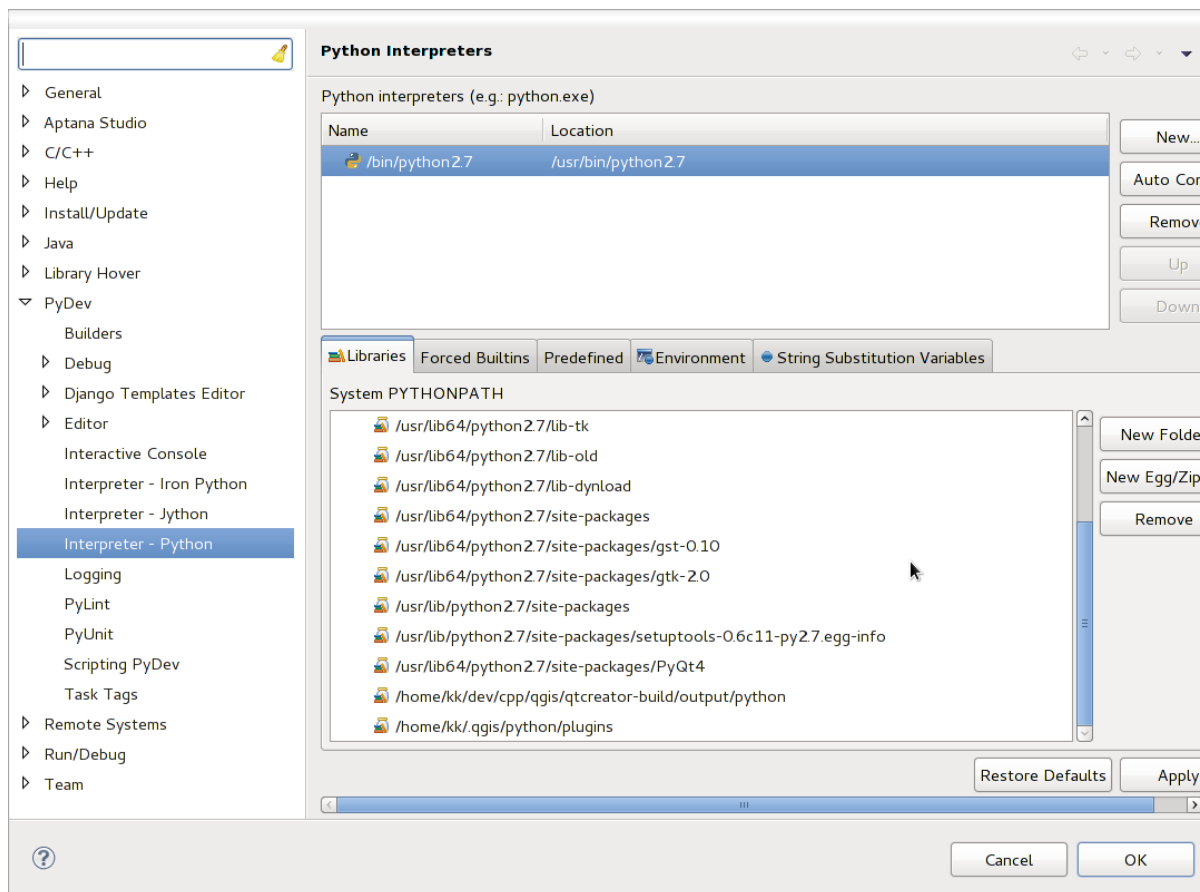 Python Interpreters
Python interpreters (e.g.: python.exe)
Name Location
/bin/python2.7 /usr/bin/python2.7
New...
Auto Con
Remov
Up
Down
General
Aptana Studio
C/C++
Help
Install/Update
Java
Library Hover
PyDev
Builders
Debug
Django Templates Editor
Editor
Interactive Console
Interpreter - Iron Python
Interpreter - Jython
Interpreter - Python
Logging
PyLint
PyUnit
Scripting PyDev
Task Tags
Remote Systems
Run/Debug
Team
Libraries Forced Builtins Predefined Environment String Substitution Variables
System PYTHONPATH
/usr/lib64/python2.7/lib-tk
/usr/lib64/python2.7/lib-old
/usr/lib64/python2.7/lib-dynload
/usr/lib64/python2.7/site-packages
/usr/lib64/python2.7/site-packages/gst-0.10
/usr/lib64/python2.7/site-packages/gtk-2.0
/usr/lib/python2.7/site-packages
/usr/lib/python2.7/site-packages/setuptools-0.6c11-py2.7.egg-info
/usr/lib64/python2.7/site-packages/PyQt4
/home/kk/dev/cpp/qgis/qtcreator-build/output/python
/home/kk/.qgis/python/plugins
New Folde
New Egg/Zip
Remove
Restore Defaults Apply
Cancel OK